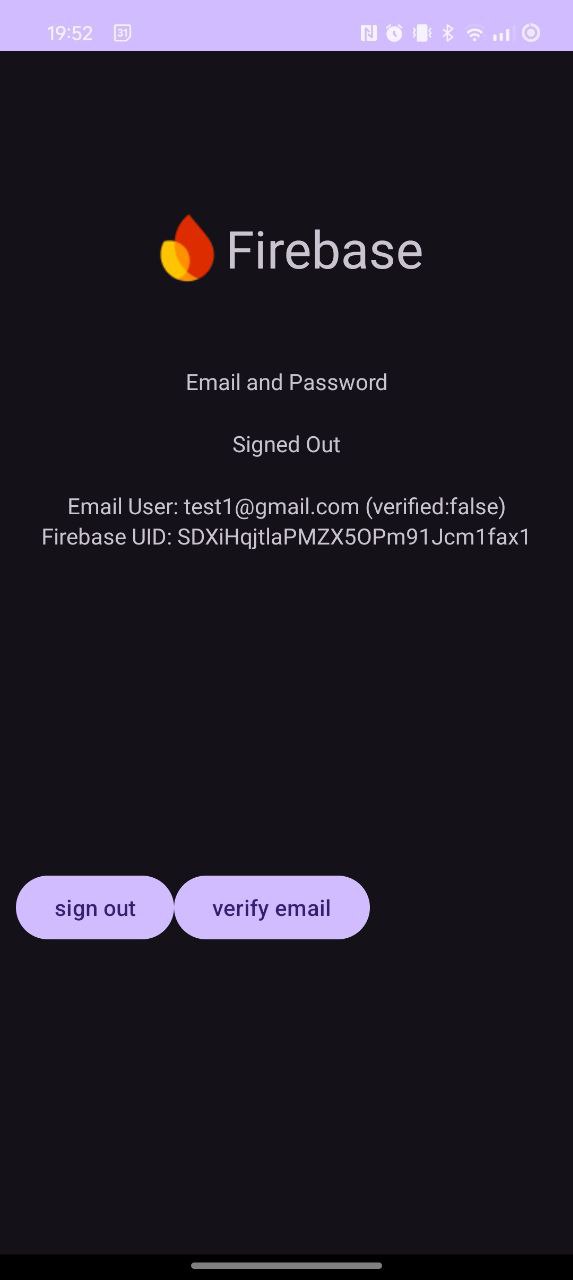 19:52
31
Firebase
Email and Password
Signed Out
Email User: test1@gmail.com (verified:false)
Firebase UID: SDXiHqjtlaPMZX5OPm91Jcm1fax1
sign out verify email